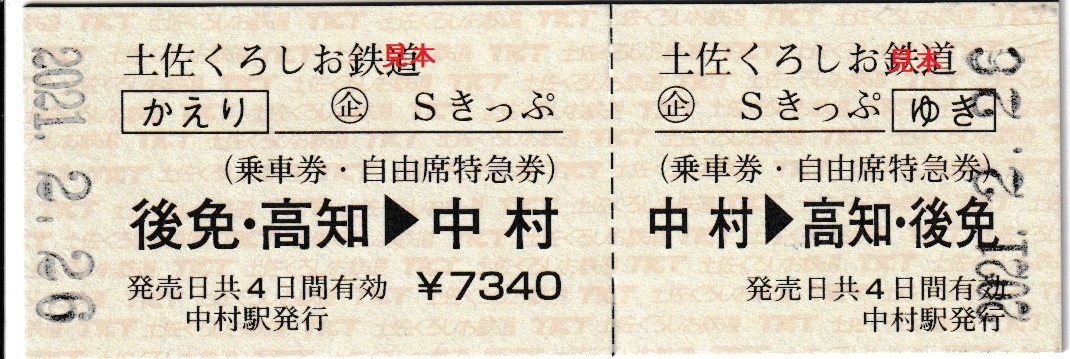 土佐くろしお鉄道
見本
かえり ㊭ Sきっぷ
(乗車券・自由席特急券)
後免・高知▶中村
発売日共4日間有効 ¥7340
中村駅発行
2021. 2. 26
土佐くろしお鉄道
見本
㊭ Sきっぷ ゆき
(乗車券・自由席特急券)
中村▶高知・後免
発売日共4日間有効
中村駅発行
2021. 2. 26